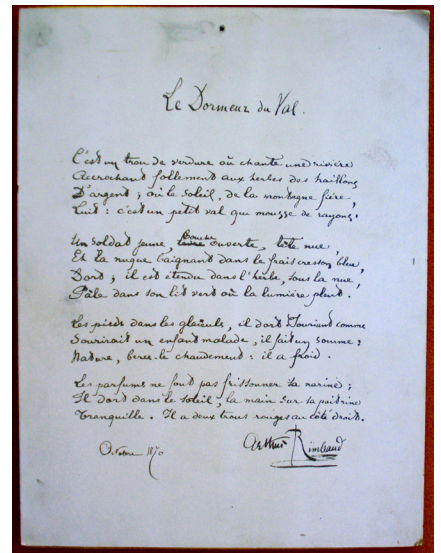 Le Dormeur du Val.
C'est un trou de verdure où chante une rivière
Accrochant follement aux herbes des haillons
D'argent ; où le soleil, de la montagne fière,
Luit : c'est un petit val qui mousse de rayons.
Un soldat jeune, lèvre bouche ouverte, tête nue,
Et la nuque baignant dans le frais cresson bleu,
Dort ; il est étendu dans l'herbe, sous la nue,
Pâle dans son lit vert où la lumière pleut.
Les pieds dans les glaïeuls, il dort. Souriant comme
Sourirait un enfant malade, il fait un somme :
Nature, berce-le chaudement : il a froid.
Les parfums ne font pas frissonner sa narine ;
Il dort dans le soleil, la main sur sa poitrine
Tranquille. Il a deux trous rouges au côté droit.
Octobre 1870
Arthur Rimbaud